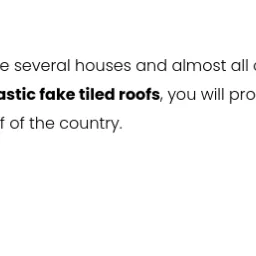 e several houses and almost all
astic fake tiled roofs, you will pro
f of the country.